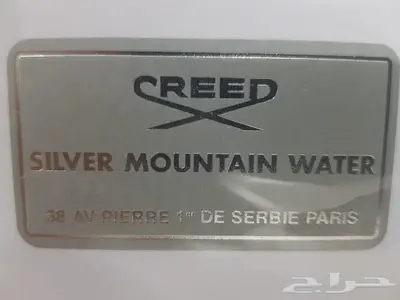 CREED
SILVER MOUNTAIN WATER
38 AV PIERRE 1er DE SERBIE PARIS
حراج